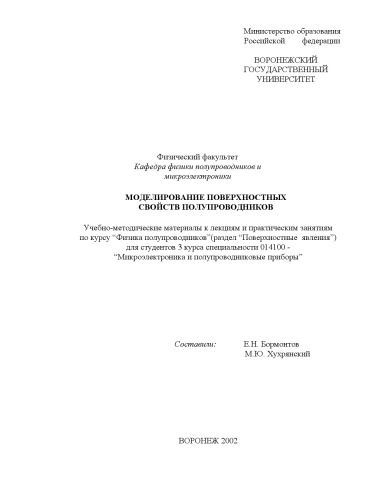 Министерство образования
Российской федерации
ВОРОНЕЖСКИЙ
ГОСУДАРСТВЕННЫЙ
УНИВЕРСИТЕТ
Физический факультет
Кафедра физики полупроводников и
микроэлектроники
МОДЕЛИРОВАНИЕ ПОВЕРХНОСТНЫХ
СВОЙСТВ ПОЛУПРОВОДНИКОВ
Учебно-методические материалы к лекциям и практическим занятиям
по курсу “Физика полупроводников”(раздел “Поверхностные явления”)
для студентов 3 курса специальности 014100 -
“Микроэлектроника и полупроводниковые приборы”
Составили: Е.Н. Бормонтов
М.Ю. Хухрянский
ВОРОНЕЖ 2002